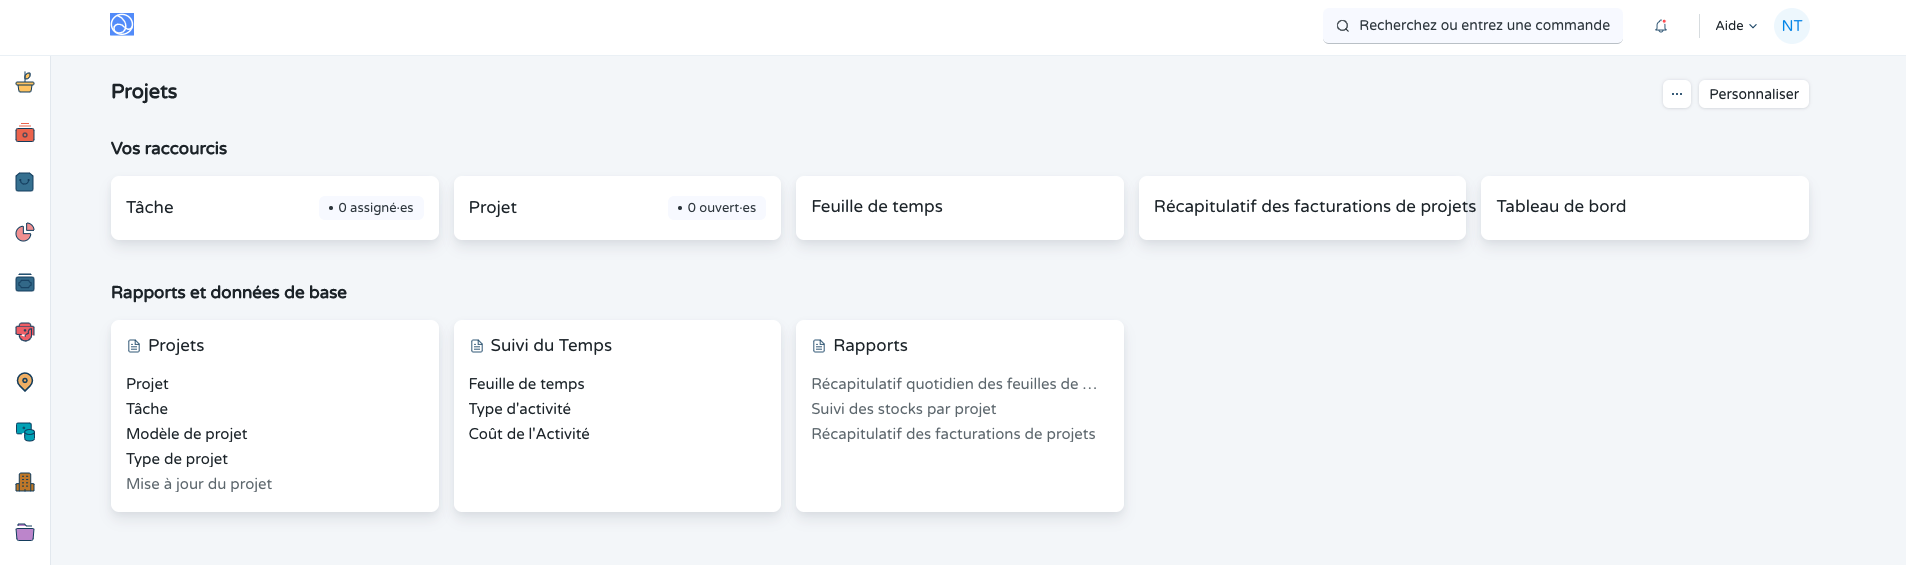 Recherchez ou entrez une commande
Aide
NT
Projets
Personnaliser
Vos raccourcis
Tâche
• 0 assigné·es
Projet
• 0 ouvert·es
Feuille de temps
Récapitulatif des facturations de projets
Tableau de bord
Rapports et données de base
Projets
Projet
Tâche
Modèle de projet
Type de projet
Mise à jour du projet
Suivi du Temps
Feuille de temps
Type d'activité
Coût de l'Activité
Rapports
Récapitulatif quotidien des feuilles de ...
Suivi des stocks par projet
Récapitulatif des facturations de projets